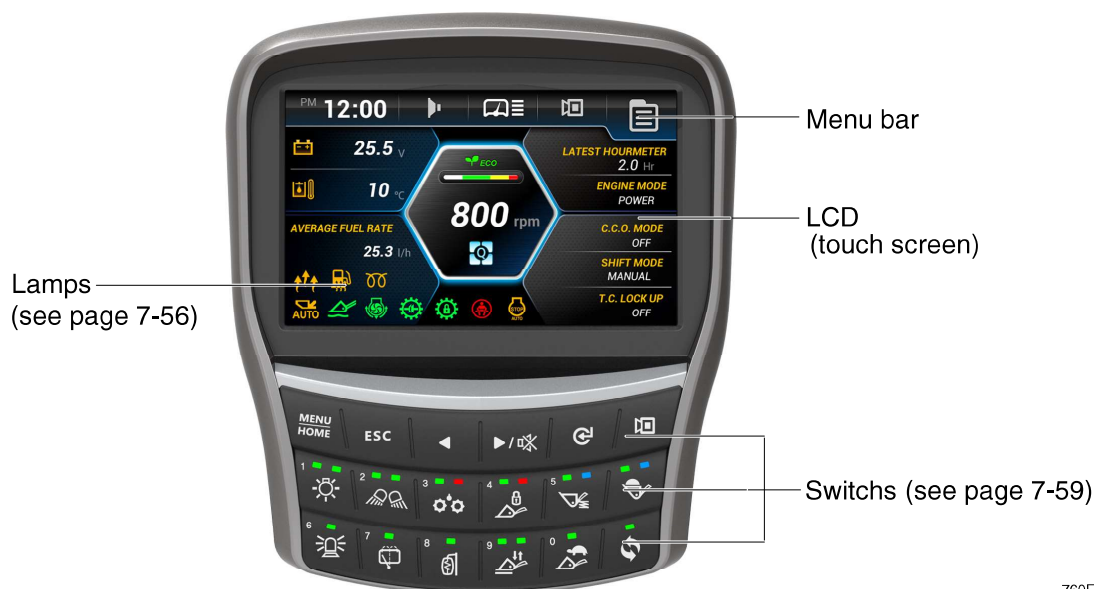 PM 12:00
Menu bar
25.5 V
LATEST HOURMETER
2.0 Hr
ECO
10 °C
ENGINE MODE
POWER
800 rpm
LCD
(touch screen)
AVERAGE FUEL RATE
25.3 l/h
C.C.O. MODE
OFF
Q
SHIFT MODE
MANUAL
Lamps
(see page 7-56)
AUTO
STOP
AUTO
T.C. LOCK UP
OFF
MENU
HOME
ESC
1 2 3 4 5
Switchs (see page 7-59)
6 7 8 9 0